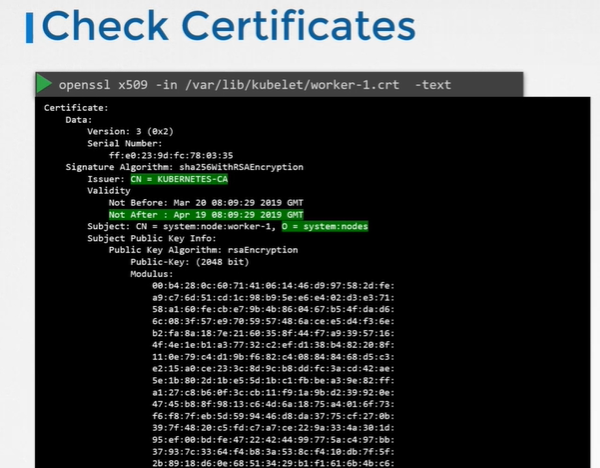 Check Certificates
openssl x509 -in /var/lib/kubelet/worker-1.crt -text
Certificate:
Data:
Version: 3 (0x2)
Serial Number:
ff:e0:23:9d:fc:78:03:35
Signature Algorithm: sha256WithRSAEncryption
Issuer: CN = KUBERNETES-CA
Validity
Not Before: Mar 20 08:09:29 2019 GMT
Not After : Apr 19 08:09:29 2019 GMT
Subject: CN = system:node:worker-1, O = system:nodes
Subject Public Key Info:
Public Key Algorithm: rsaEncryption
Public-Key: (2048 bit)
Modulus:
00:b4:28:0c:60:71:41:06:14:46:d9:97:58:2d:fe:
a9:c7:6d:51:cd:1c:98:b9:5e:e6:e4:02:d3:e3:71:
58:a1:60:fe:cb:e7:9b:4b:86:04:67:b5:4f:da:d6:
6c:08:3f:57:e9:70:59:57:48:6a:ce:e5:d4:f3:6e:
b2:fa:8a:18:7e:21:60:35:8f:44:f7:a9:39:57:16:
4f:4e:1e:b1:a3:77:32:c2:ef:d1:38:b4:82:20:8f:
11:0e:79:c4:d1:9b:f6:82:c4:08:84:84:68:d5:c3:
e2:15:a0:ce:23:3c:8d:9c:b8:dd:fc:3a:cd:42:ae:
5e:1b:80:2d:1b:e5:5d:1b:c1:fb:be:a3:9e:82:ff:
a1:27:c8:b6:0f:3c:cb:11:f9:1a:9b:d2:39:92:0e:
47:45:b8:8f:98:13:c6:4d:6a:18:75:a4:01:6f:73:
f6:f8:7f:eb:5d:59:94:46:d8:da:37:75:cf:27:0b:
39:7f:48:20:c5:fd:c7:a7:ce:22:9a:33:4a:30:1d:
95:ef:00:bd:fe:47:22:42:44:99:77:5a:c4:97:bb:
37:93:7c:33:64:f4:b8:3a:53:8c:f4:10:db:7f:5f:
2b:89:18:d6:0e:68:51:34:29:b1:f1:61:6b:4b:c6: